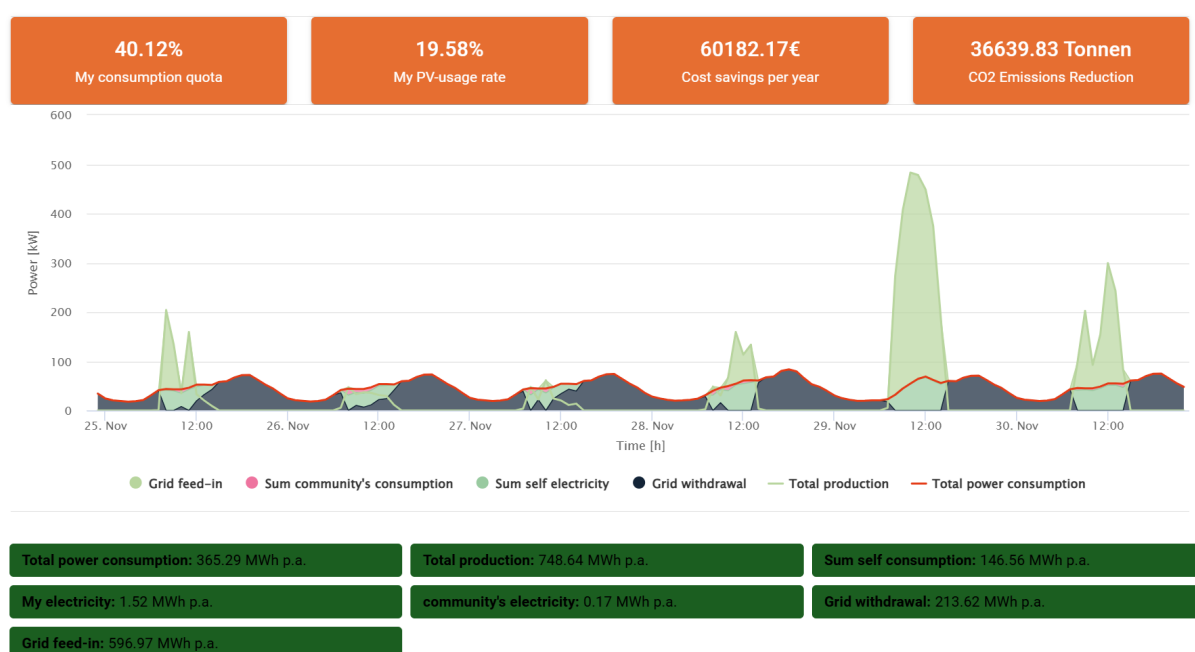 40.12%
My consumption quota
19.58%
My PV-usage rate
60182.17€
Cost savings per year
36639.83 Tonnen
CO2 Emissions Reduction
600
500
400
300
200
100
0
Power [kW]
25. Nov 12:00 26. Nov 12:00 27. Nov 12:00 28. Nov 12:00 29. Nov 12:00 30. Nov 12:00
Time [h]
Grid feed-in Sum community's consumption Sum self electricity Grid withdrawal Total production Total power consumption
Total power consumption: 365.29 MWh p.a.
Total production: 748.64 MWh p.a.
Sum self consumption: 146.56 MWh p.a.
My electricity: 1.52 MWh p.a.
community's electricity: 0.17 MWh p.a.
Grid withdrawal: 213.62 MWh p.a.
Grid feed-in: 596.97 MWh p.a.